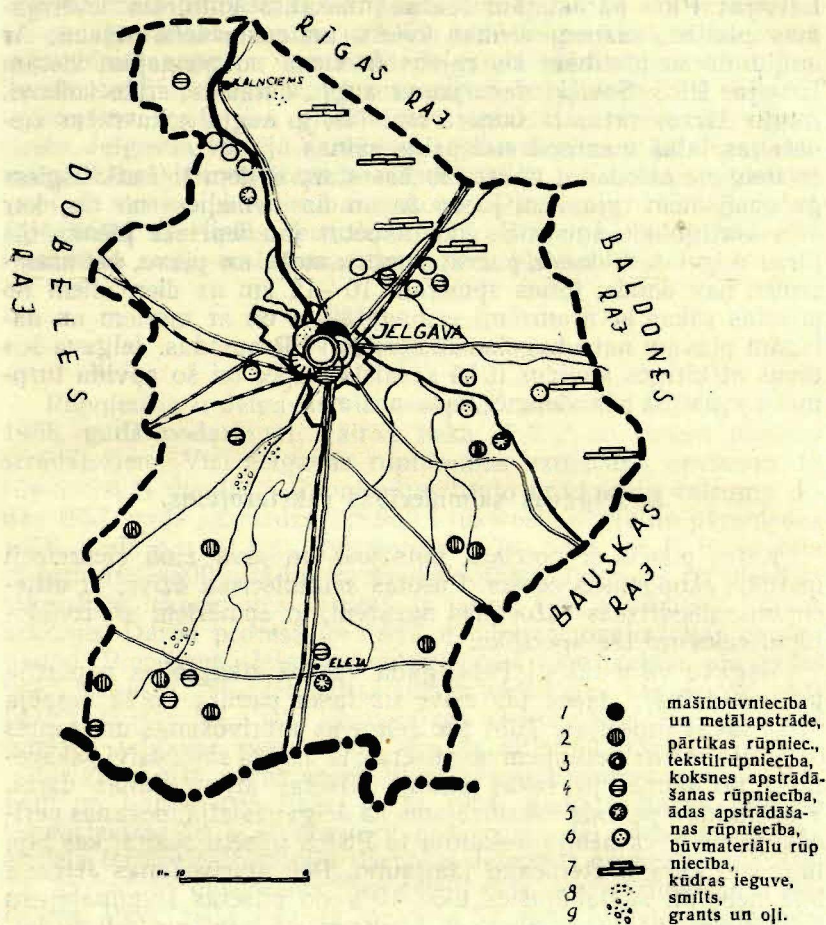 RĪGAS
RAJ.
KALNCIEMS
DOBELES
RAJ.
BALDONES
RAJ.
JELGAVA
BAUSKAS
RAJ.
ELEJA
1 mašīnbūvniecība
un metālapstrāde,
2 pārtikas rūpniec.,
3 tekstilrūpniecība,
4 koksnes apstrādā-
šanas rūpniecība,
5 ādas apstrādāša-
nas rūpniecība,
6 būvmateriālu rūp
niecība,
7 kūdras ieguve,
8 smilts,
9 grants un oļi.